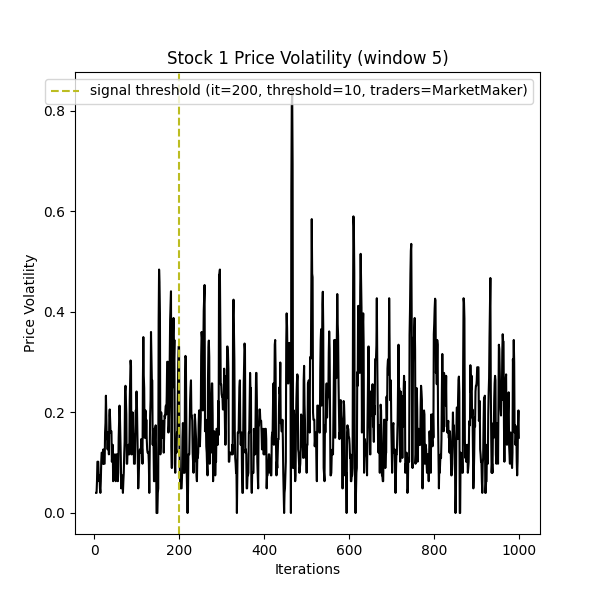 Stock 1 Price Volatility (window 5)
signal threshold (it=200, threshold=10, traders=MarketMaker)
Price Volatility
0.8
0.6
0.4
0.2
0.0
0 200 400 600 800 1000
Iterations